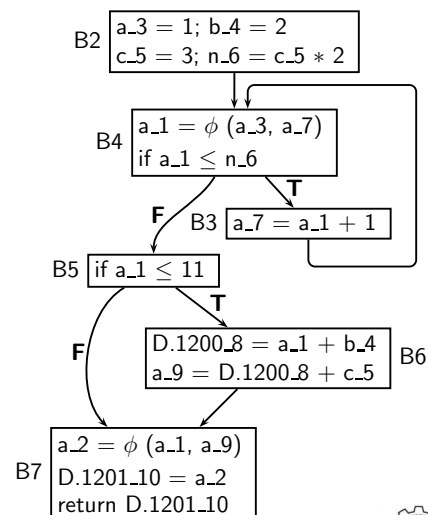 B2
a_3 = 1; b_4 = 2
c_5 = 3; n_6 = c_5 * 2
B4
a_1 = ϕ (a_3, a_7)
if a_1 ≤ n_6
F
T
B3
a_7 = a_1 + 1
B5
if a_1 ≤ 11
F
T
D.1200_8 = a_1 + b_4
a_9 = D.1200_8 + c_5
B6
B7
a_2 = ϕ (a_1, a_9)
D.1201_10 = a_2
return D.1201_10